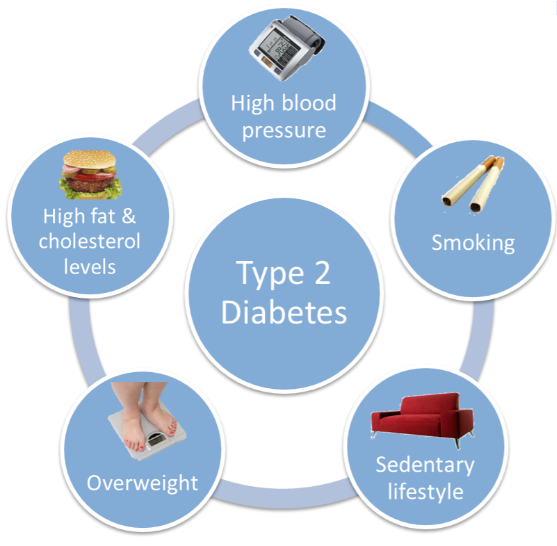 High blood
pressure
Smoking
Sedentary
lifestyle
Overweight
High fat &
cholesterol
levels
Type 2
Diabetes